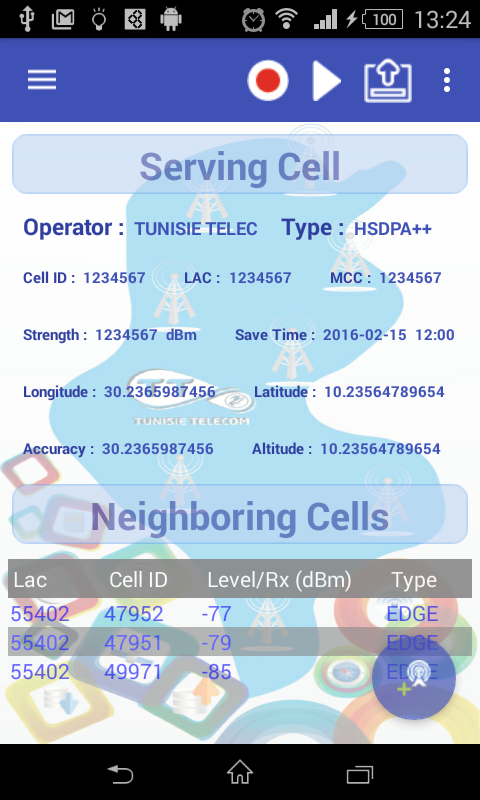 100 13:24
Serving Cell
Operator : TUNISIE TELEC Type : HSDPA++
Cell ID : 1234567 LAC : 1234567 MCC : 1234567
Strength : 1234567 dBm Save Time : 2016-02-15 12:00
Longitude : 30.2365987456 Latitude : 10.23564789654
TUNISIE TELECOM
Accuracy : 30.2365987456 Altitude : 10.23564789654
Neighboring Cells
Lac Cell ID Level/Rx (dBm) Type
55402 47952 -77 EDGE
55402 47951 -79 EDGE
55402 49971 -85 EDGE